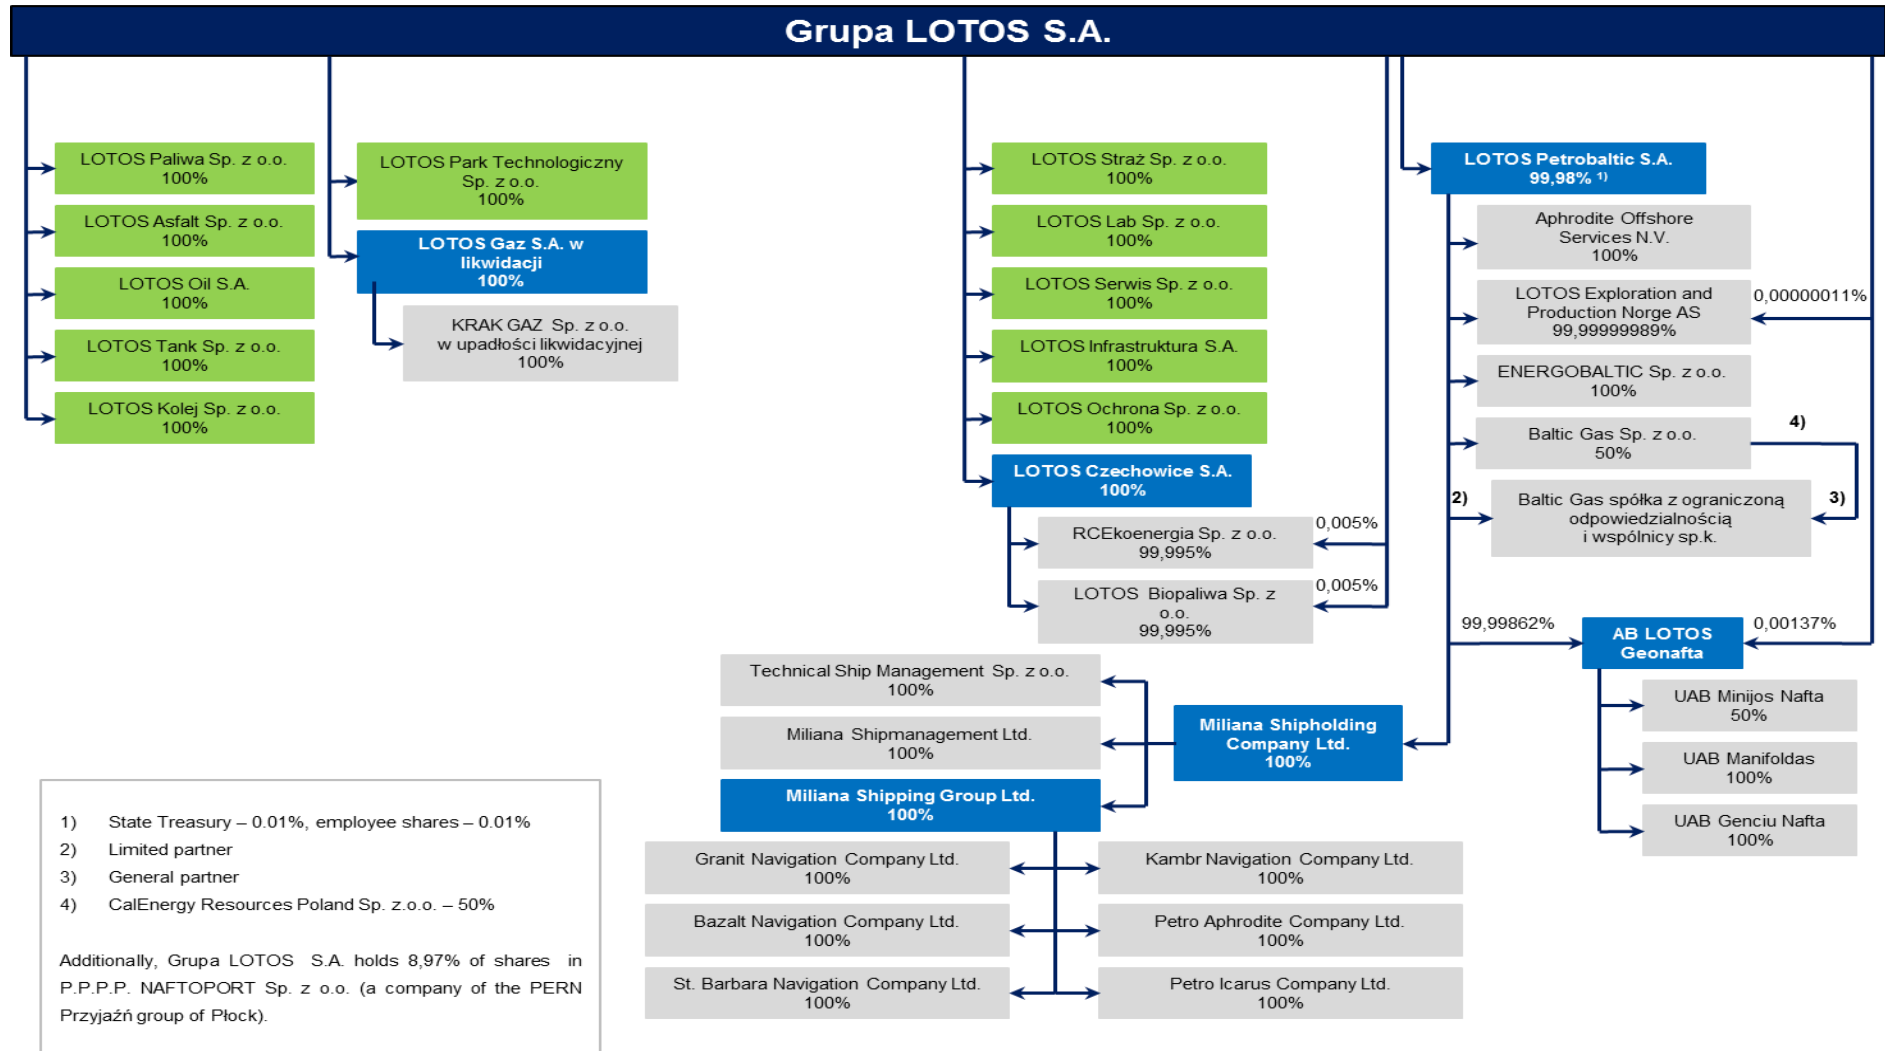 Grupa LOTOS S.A.
LOTOS Paliwa Sp. z o.o.
100%
LOTOS Asfalt Sp. z o.o.
100%
LOTOS Oil S.A.
100%
LOTOS Tank Sp. z o.o.
100%
LOTOS Kolej Sp. z o.o.
100%
LOTOS Park Technologiczny
Sp. z o.o.
100%
LOTOS Gaz S.A. w
likwidacji
100%
KRAK GAZ Sp. z o.o.
w upadłości likwidacyjnej
100%
LOTOS Straż Sp. z o.o.
100%
LOTOS Lab Sp. z o.o.
100%
LOTOS Serwis Sp. z o.o.
100%
LOTOS Infrastruktura S.A.
100%
LOTOS Ochrona Sp. z o.o.
100%
LOTOS Czechowice S.A.
100%
RCEkoenergia Sp. z o.o.
99,995%
0,005%
LOTOS Biopaliwa Sp. z
o.o.
99,995%
0,005%
LOTOS Petrobaltic S.A.
99,98% 1)
Aphrodite Offshore
Services N.V.
100%
LOTOS Exploration and
Production Norge AS
99,99999989%
0,00000011%
ENERGOBALTIC Sp. z o.o.
100%
Baltic Gas Sp. z o.o.
50%
4)
2)
Baltic Gas spółka z ograniczoną
odpowiedzialnością
i wspólnicy sp.k.
3)
99,99862%
AB LOTOS
Geonafta
0,00137%
UAB Minijos Nafta
50%
UAB Manifoldas
100%
UAB Genciu Nafta
100%
Miliana Shipholding
Company Ltd.
100%
Technical Ship Management Sp. z o.o.
100%
Miliana Shipmanagement Ltd.
100%
Miliana Shipping Group Ltd.
100%
Granit Navigation Company Ltd.
100%
Kambr Navigation Company Ltd.
100%
Bazalt Navigation Company Ltd.
100%
Petro Aphrodite Company Ltd.
100%
St. Barbara Navigation Company Ltd.
100%
Petro Icarus Company Ltd.
100%
1) State Treasury – 0.01%, employee shares – 0.01%
2) Limited partner
3) General partner
4) CalEnergy Resources Poland Sp. z.o.o. – 50%
Additionally, Grupa LOTOS S.A. holds 8,97% of shares in
P.P.P.P. NAFTOPORT Sp. z o.o. (a company of the PERN
Przyjaźń group of Płock).